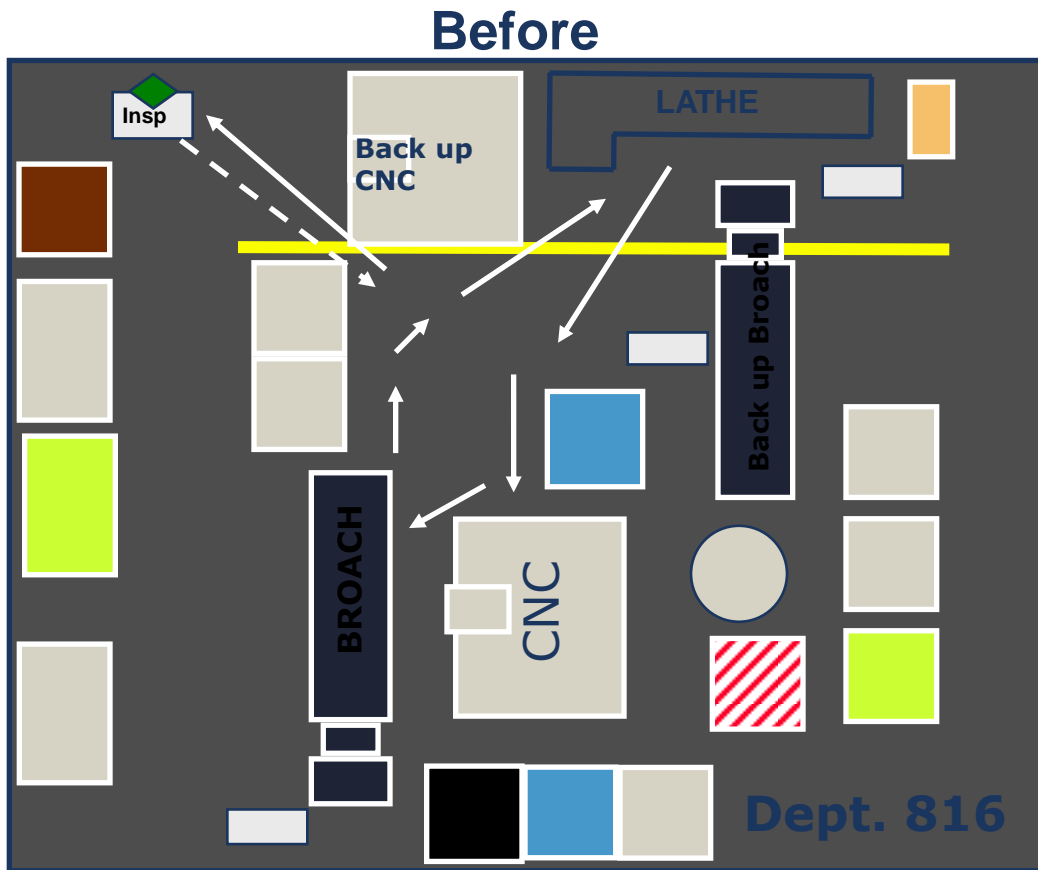 Before
Insp
Back up
CNC
LATHE
Back up Broach
BROACH
CNC
Dept. 816